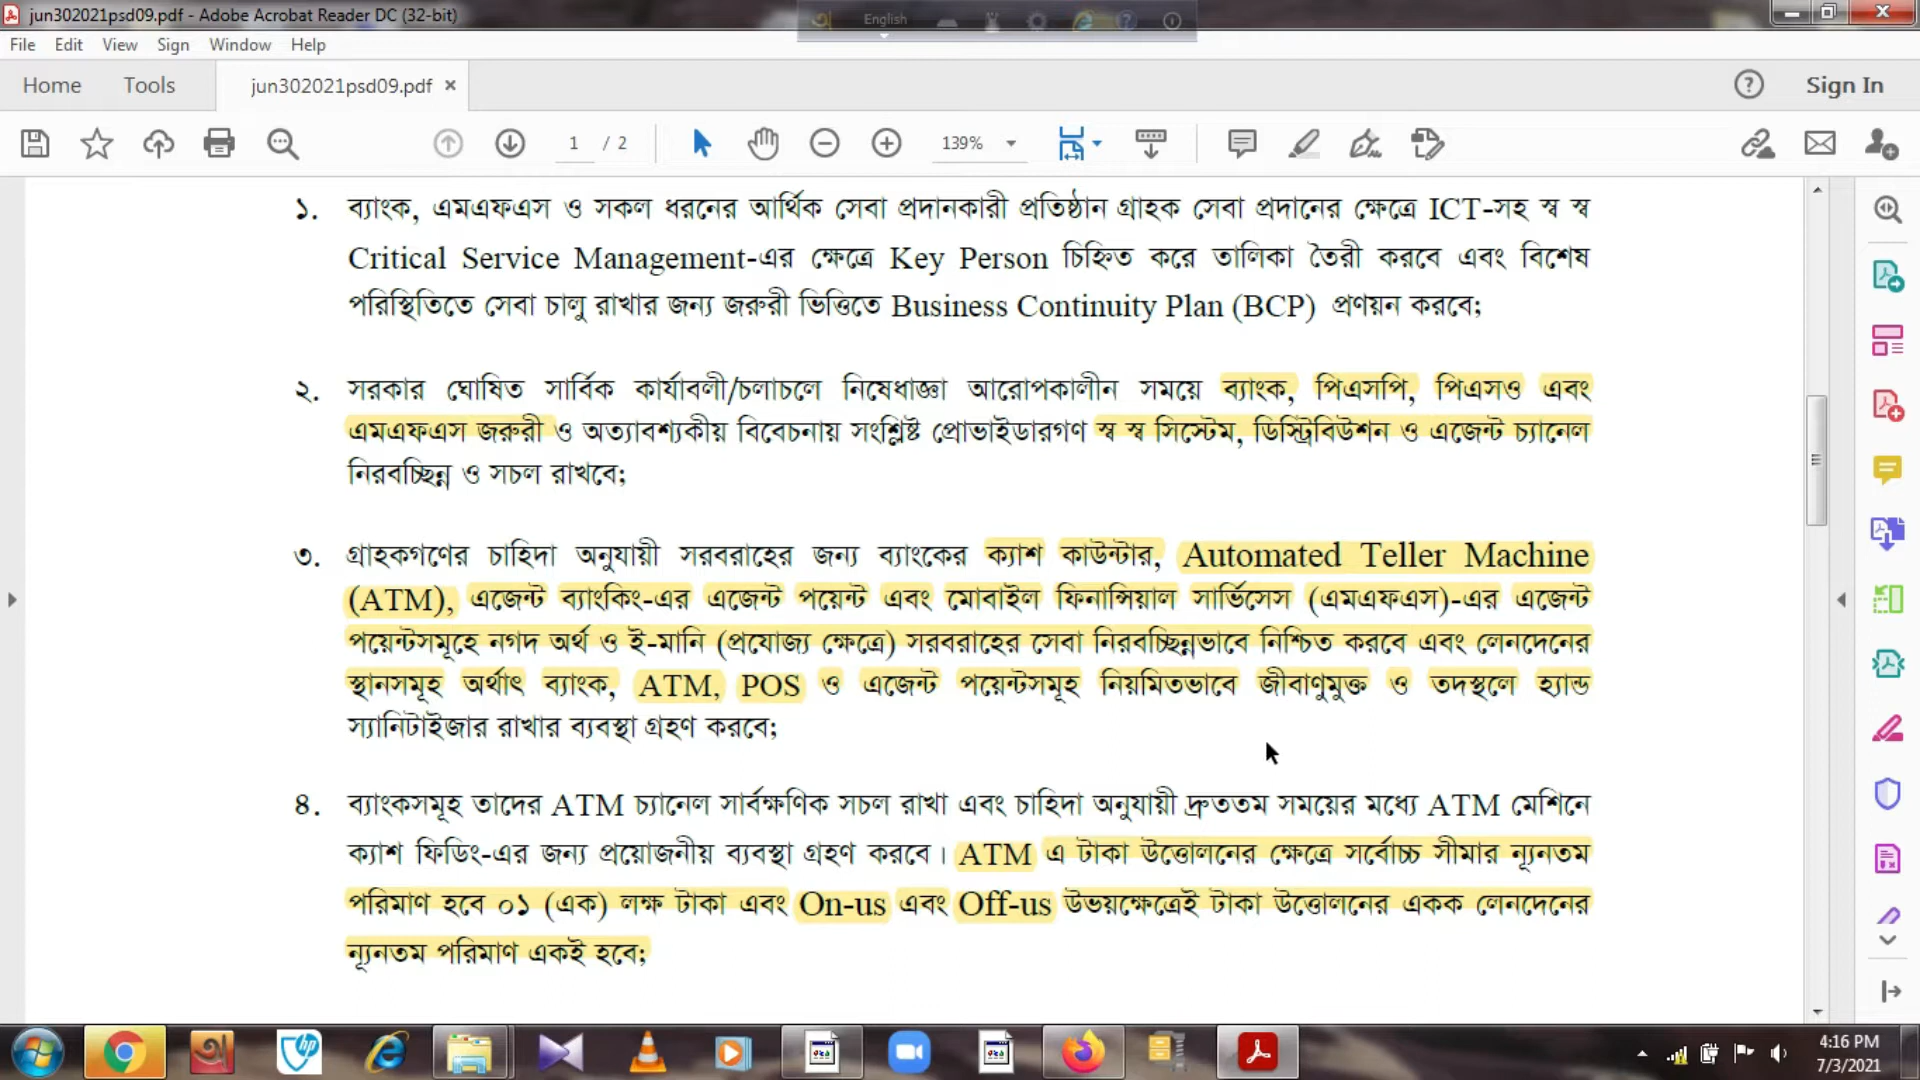 jun302021psd09.pdf - Adobe Acrobat Reader DC (32-bit)
English
File Edit View Sign Window Help
Home Tools jun302021psd09.pdf × Sign In
1 / 2 139%
১. ব্যাংক, এমএফএস ও সকল ধরনের আর্থিক সেবা প্রদানকারী প্রতিষ্ঠান গ্রাহক সেবা প্রদানের ক্ষেত্রে ICT-সহ স্ব স্ব
Critical Service Management-এর ক্ষেত্রে Key Person চিহ্নিত করে তালিকা তৈরী করবে এবং বিশেষ
পরিস্থিতিতে সেবা চালু রাখার জন্য জরুরী ভিত্তিতে Business Continuity Plan (BCP) প্রণয়ন করবে;
২. সরকার ঘোষিত সার্বিক কার্যাবলী/চলাচলে নিষেধাজ্ঞা আরোপকালীন সময়ে ব্যাংক, পিএসপি, পিএসও এবং
এমএফএস জরুরী ও অত্যাবশ্যকীয় বিবেচনায় সংশ্লিষ্ট প্রোভাইডারগণ স্ব স্ব সিস্টেম, ডিস্ট্রিবিউশন ও এজেন্ট চ্যানেল
নিরবচ্ছিন্ন ও সচল রাখবে;
৩. গ্রাহকগণের চাহিদা অনুযায়ী সরবরাহের জন্য ব্যাংকের ক্যাশ কাউন্টার, Automated Teller Machine
(ATM), এজেন্ট ব্যাংকিং-এর এজেন্ট পয়েন্ট এবং মোবাইল ফিনান্সিয়াল সার্ভিসেস (এমএফএস)-এর এজেন্ট
পয়েন্টসমূহে নগদ অর্থ ও ই-মানি (প্রযোজ্য ক্ষেত্রে) সরবরাহের সেবা নিরবচ্ছিন্নভাবে নিশ্চিত করবে এবং লেনদেনের
স্থানসমূহ অর্থাৎ ব্যাংক, ATM, POS ও এজেন্ট পয়েন্টসমূহ নিয়মিতভাবে জীবাণুমুক্ত ও তদস্থলে হ্যান্ড
স্যানিটাইজার রাখার ব্যবস্থা গ্রহণ করবে;
৪. ব্যাংকসমূহ তাদের ATM চ্যানেল সার্বক্ষণিক সচল রাখা এবং চাহিদা অনুযায়ী দ্রুততম সময়ের মধ্যে ATM মেশিনে
ক্যাশ ফিডিং-এর জন্য প্রয়োজনীয় ব্যবস্থা গ্রহণ করবে। ATM এ টাকা উত্তোলনের ক্ষেত্রে সর্বোচ্চ সীমার ন্যূনতম
পরিমাণ হবে ০১ (এক) লক্ষ টাকা এবং On-us এবং Off-us উভয়ক্ষেত্রেই টাকা উত্তোলনের একক লেনদেনের
ন্যূনতম পরিমাণ একই হবে;
4:16 PM
7/3/2021